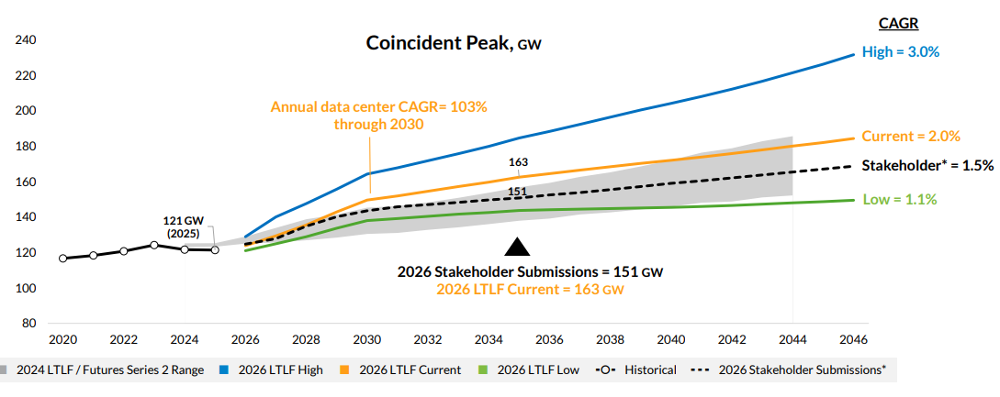 CAGR
Coincident Peak, GW
240
220
200
180
160
140
120
100
80
High = 3.0%
Annual data center CAGR= 103%
through 2030
Current = 2.0%
163
Stakeholder* = 1.5%
151
Low = 1.1%
121 GW
(2025)
2026 Stakeholder Submissions = 151 GW
2026 LTLF Current = 163 GW
2020 2022 2024 2026 2028 2030 2032 2034 2036 2038 2040 2042 2044 2046
2024 LTLF / Futures Series 2 Range 2026 LTLF High 2026 LTLF Current 2026 LTLF Low Historical 2026 Stakeholder Submissions*